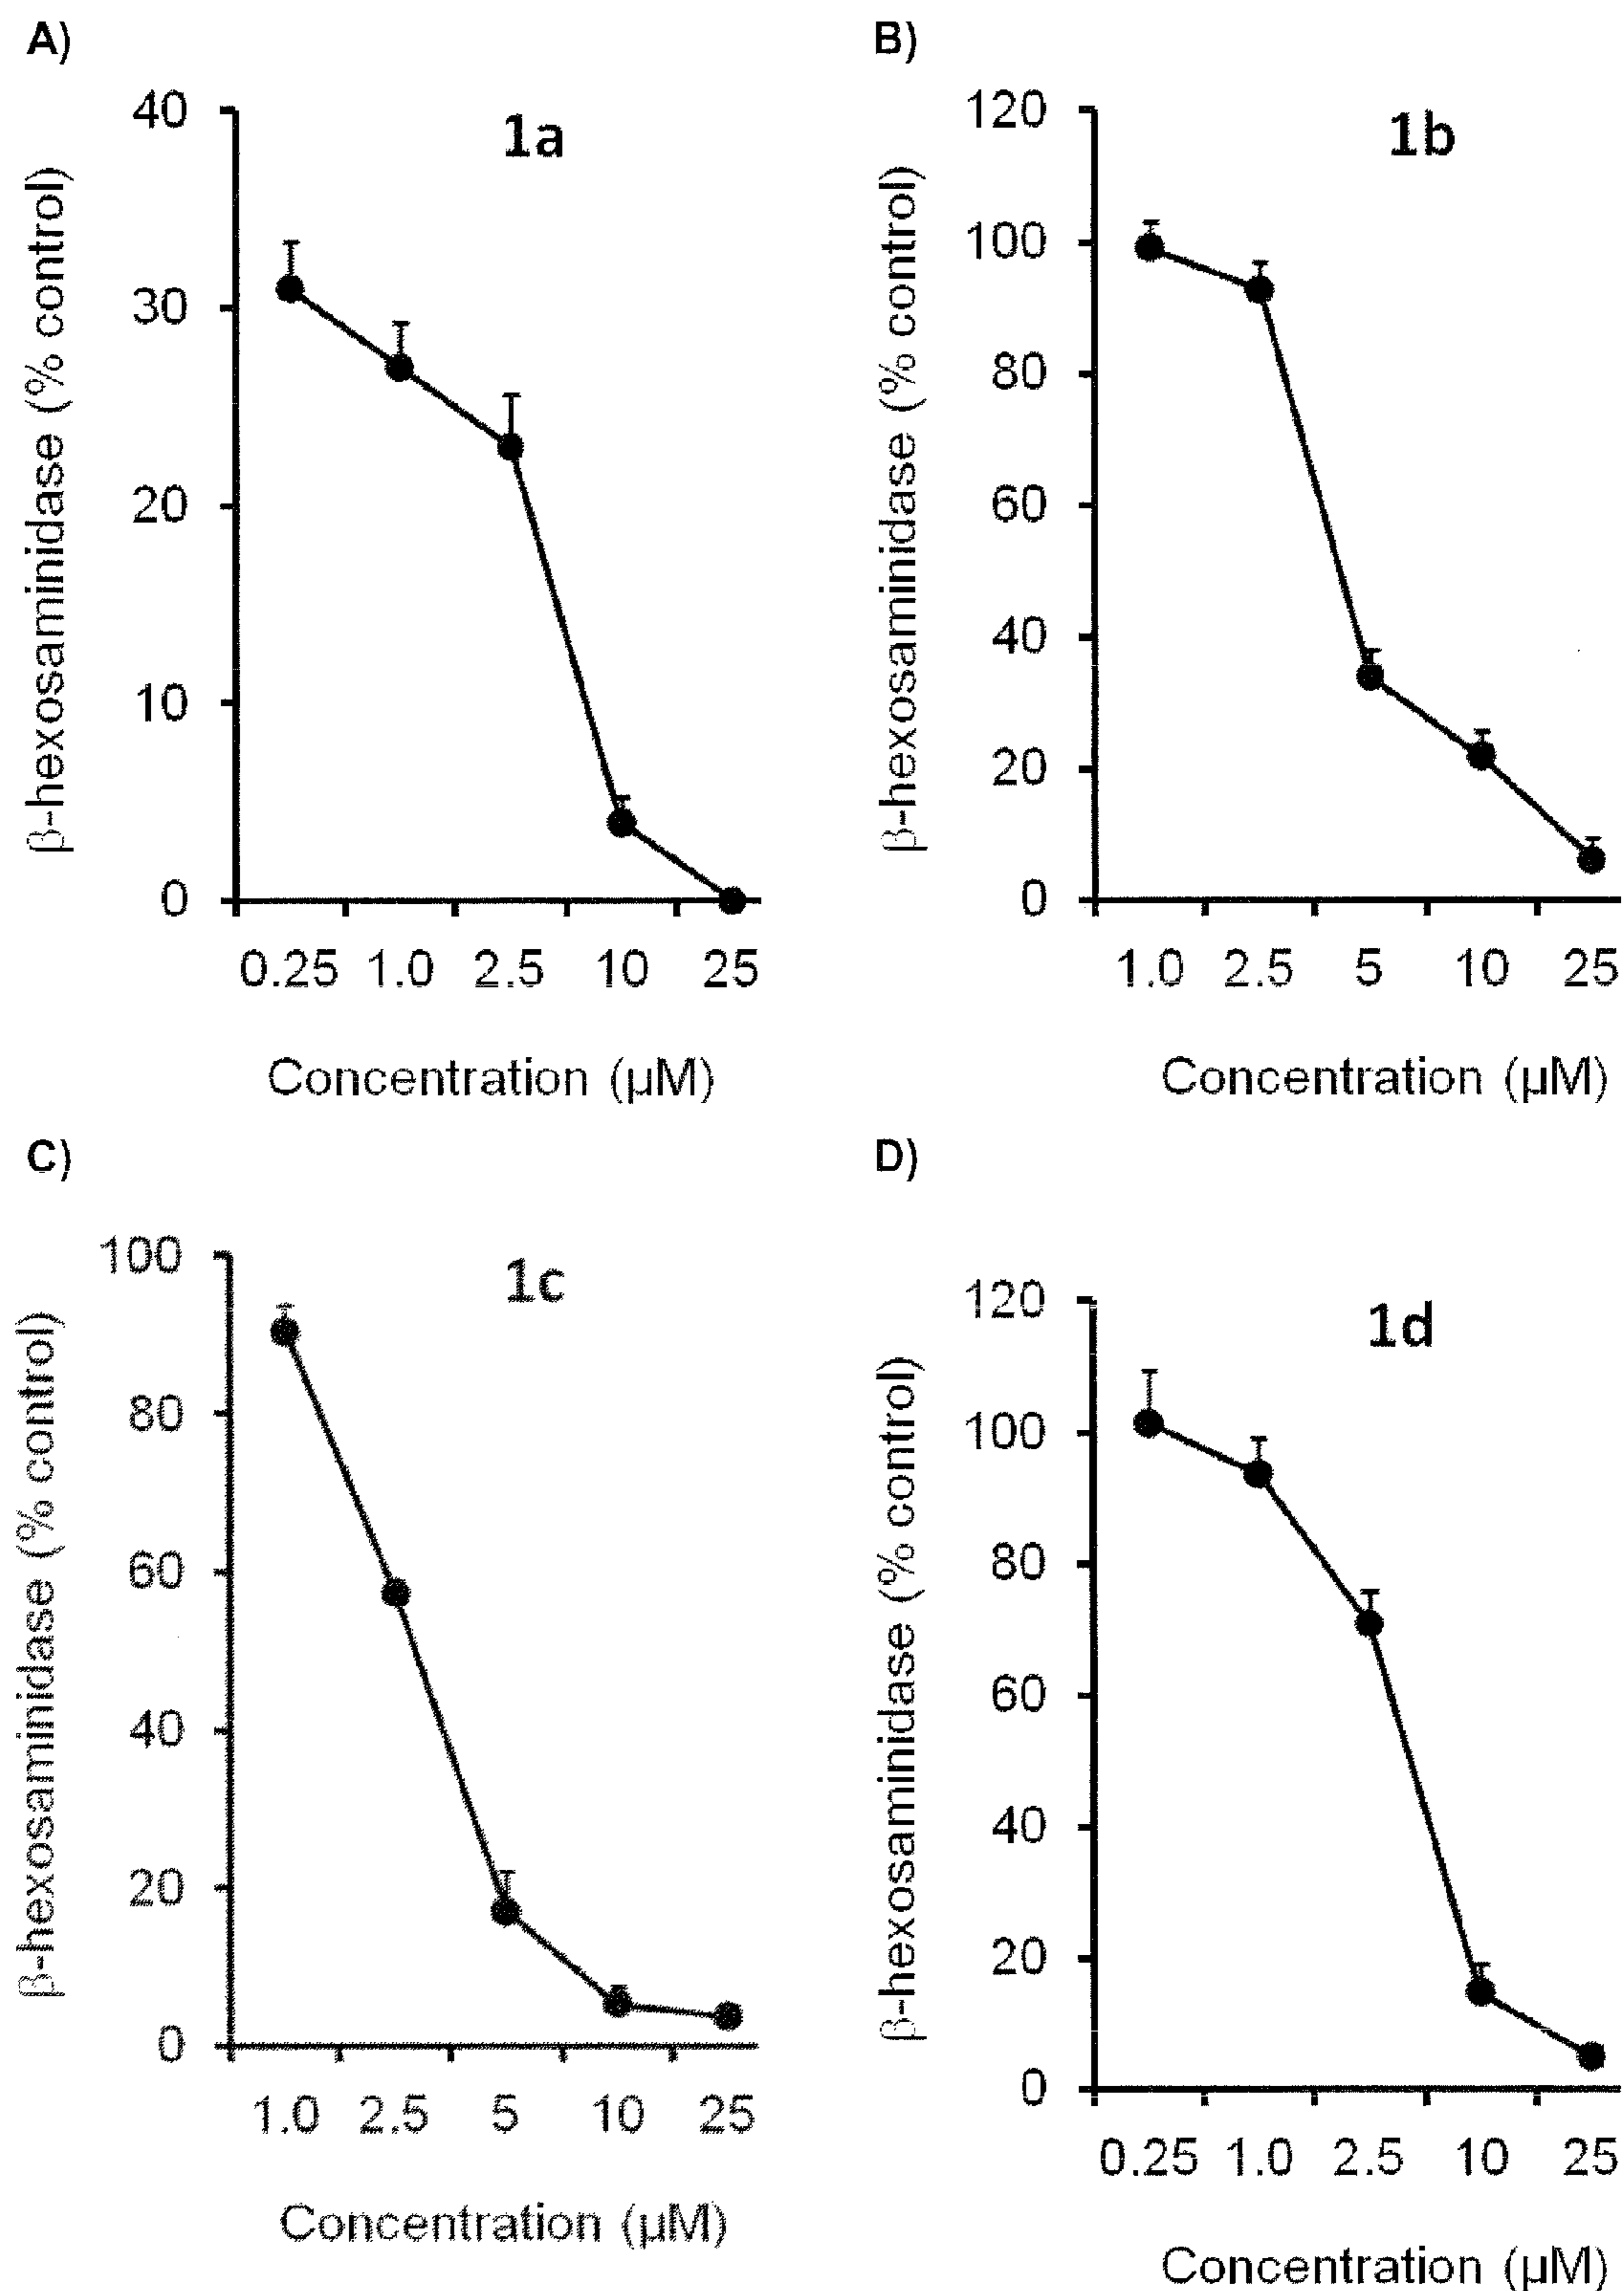 A)
1a
β-hexosaminidase (% control)
40
30
20
10
0
0.25 1.0 2.5 10 25
Concentration (µM)
B)
1b
β-hexosaminidase (% control)
120
100
80
60
40
20
0
1.0 2.5 5 10 25
Concentration (µM)
C)
1c
β-hexosaminidase (% control)
100
80
60
40
20
0
1.0 2.5 5 10 25
Concentration (µM)
D)
1d
β-hexosaminidase (% control)
120
100
80
60
40
20
0
0.25 1.0 2.5 10 25
Concentration (µM)